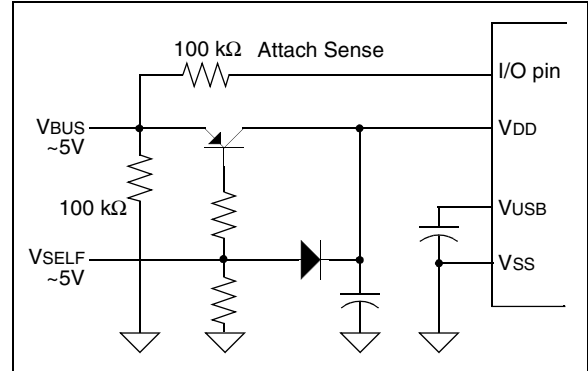 100 kΩ Attach Sense
I/O pin
VBUS
~5V
VDD
100 kΩ
VUSB
VSELF
~5V
VSS